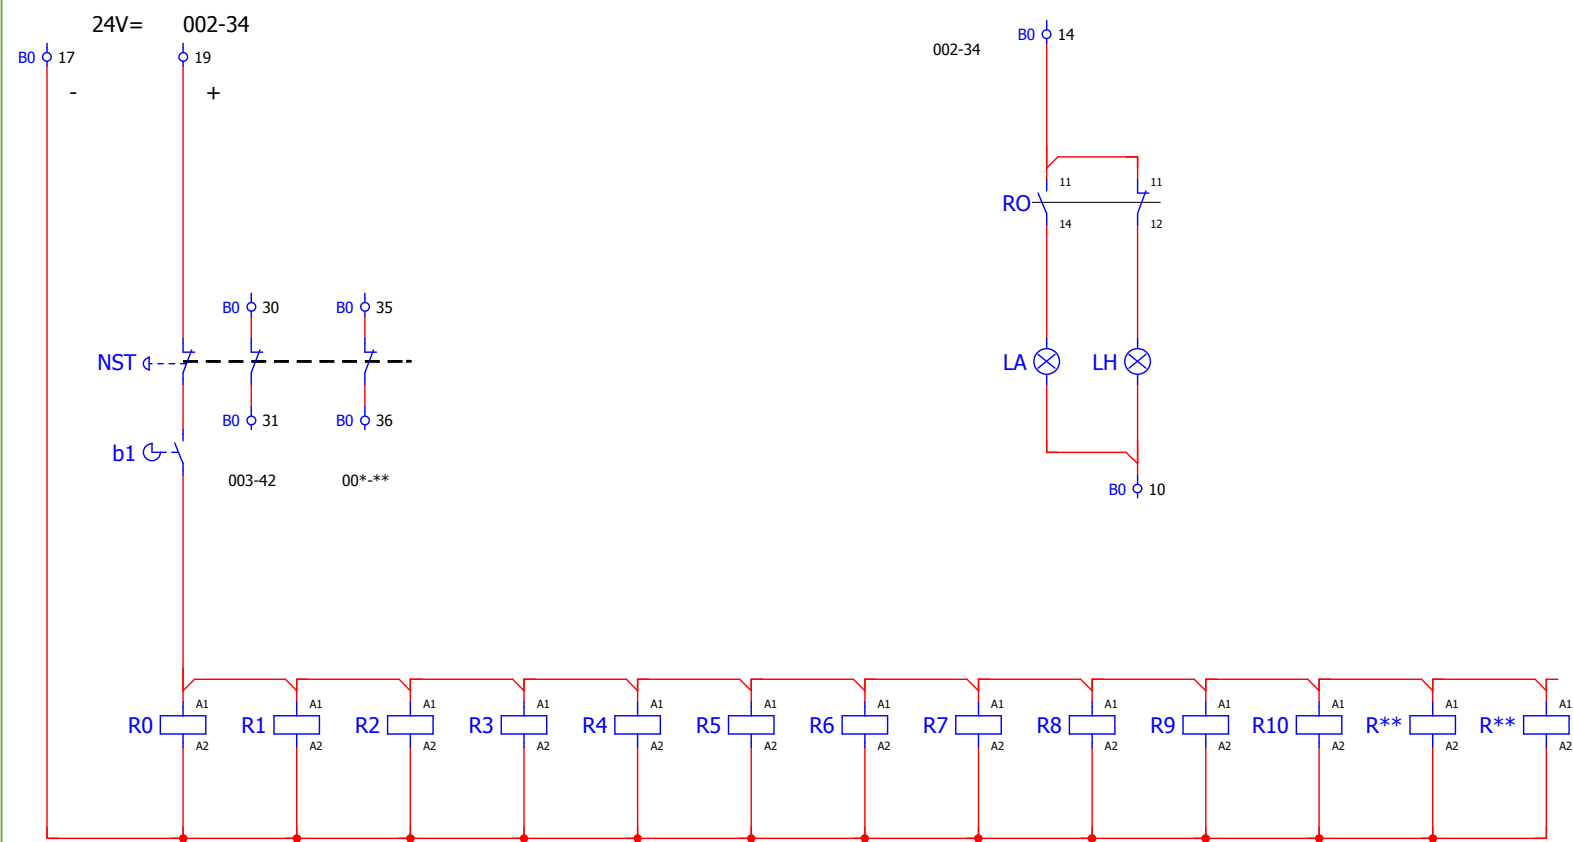 24V= 002-34
B0 17 19
- +
B0 14
002-34
11 11
RO
14 12
B0 30 B0 35
NST
LA LH
B0 31 B0 36
b1
003-42 00*-**
B0 10
A1 A1 A1 A1 A1 A1 A1 A1 A1 A1 A1 A1 A1
R0 R1 R2 R3 R4 R5 R6 R7 R8 R9 R10 R** R**
A2 A2 A2 A2 A2 A2 A2 A2 A2 A2 A2 A2 A2